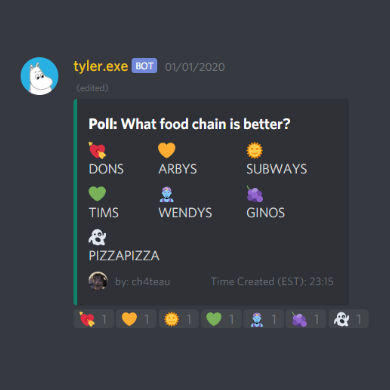 tyler.exe BOT 01/01/2020
(edited)
Poll: What food chain is better?
DONS ARBYS SUBWAYS
TIMS WENDYS GINOS
PIZZAPIZZA
by: ch4teau Time Created (EST): 23:15
1 1 1 1 1 1 1